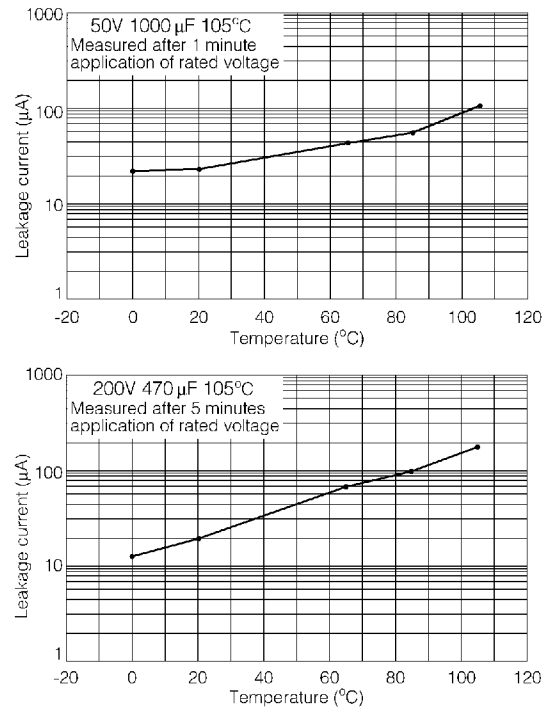 1000
50V 1000 µF 105°C
Measured after 1 minute
application of rated voltage
100
10
1
Leakage current (µA)
-20 0 20 40 60 80 100 120
Temperature (°C)
1000
200V 470 µF 105°C
Measured after 5 minutes
application of rated voltage
100
10
1
Leakage current (µA)
-20 0 20 40 60 80 100 120
Temperature (°C)